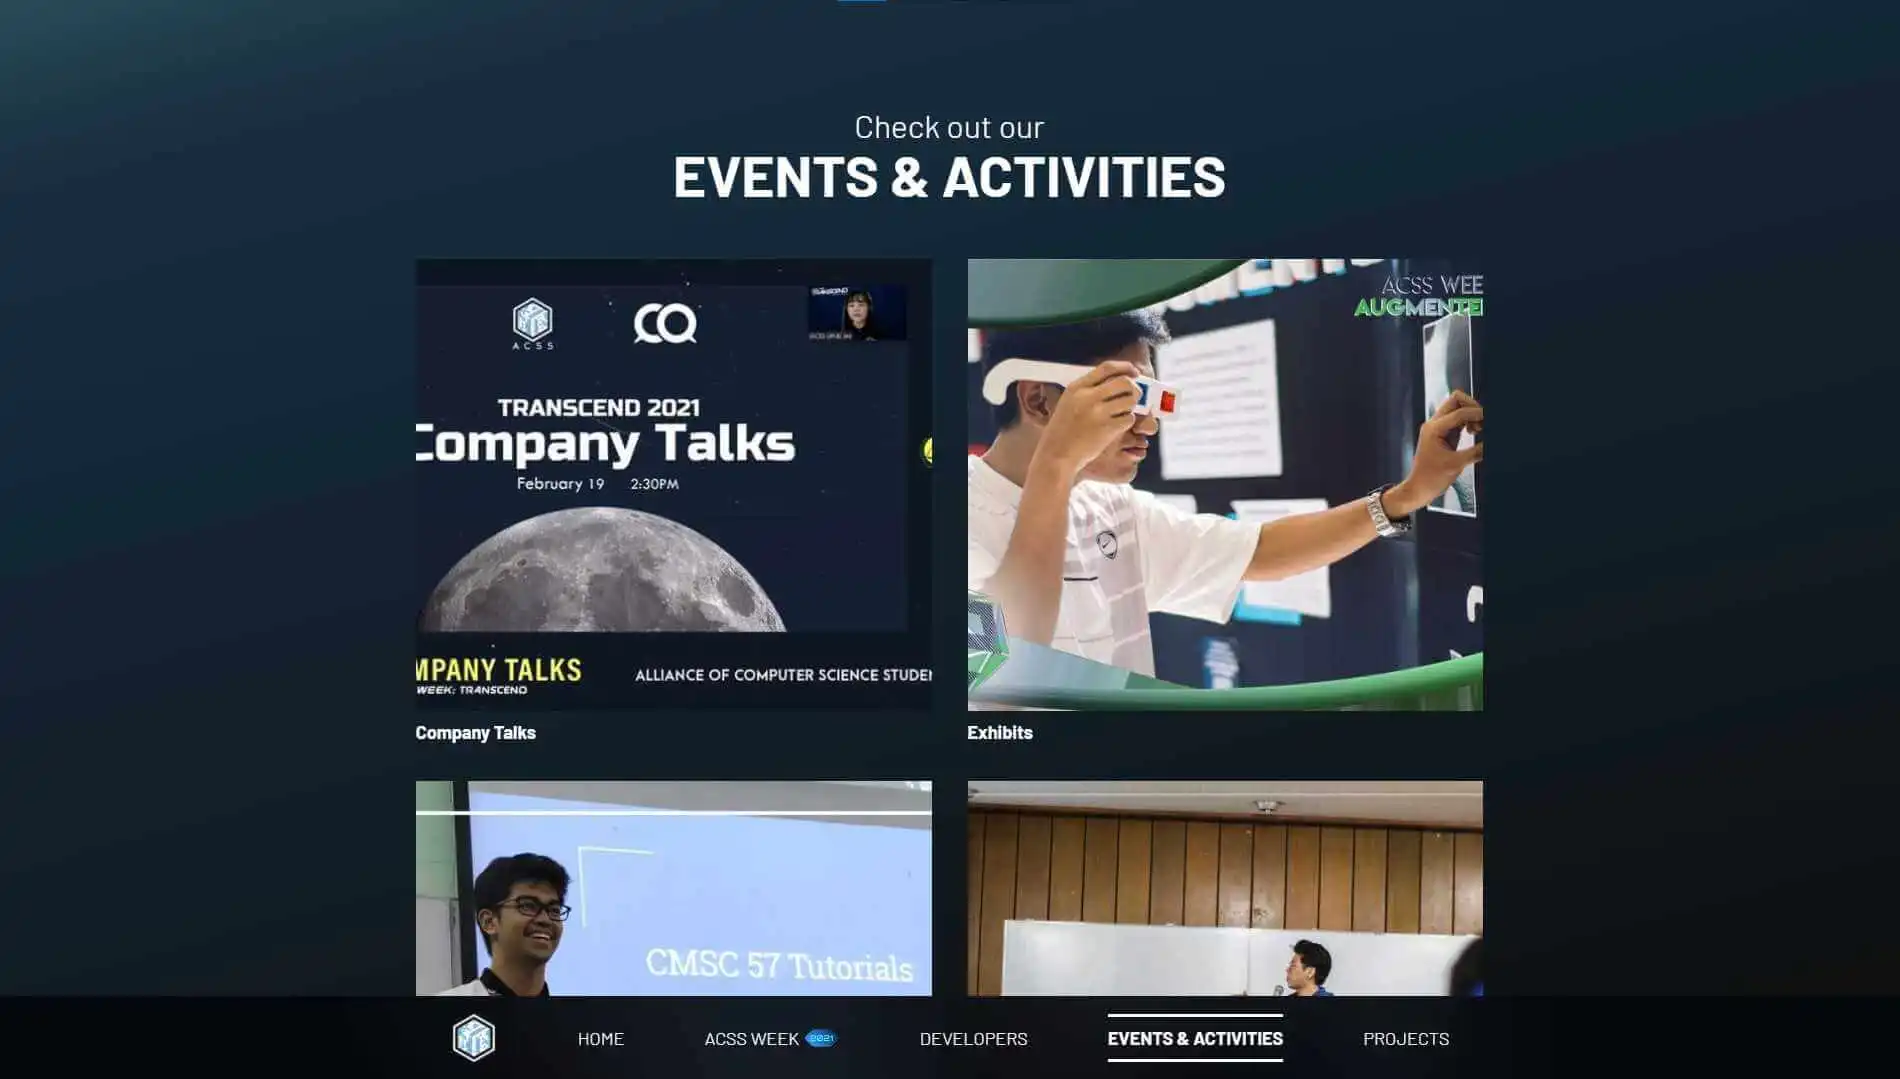 Check out our
EVENTS & ACTIVITIES
ACSS
TRANSCEND 2021
Company Talks
February 19 2:30PM
MPANY TALKS
WEEK: TRANSCEND
ALLIANCE OF COMPUTER SCIENCE STUDEN
ACSS WEE
AUGMENTE
Company Talks
Exhibits
CMSC 57 Tutorials
HOME
ACSS WEEK 2021
DEVELOPERS
EVENTS & ACTIVITIES
PROJECTS